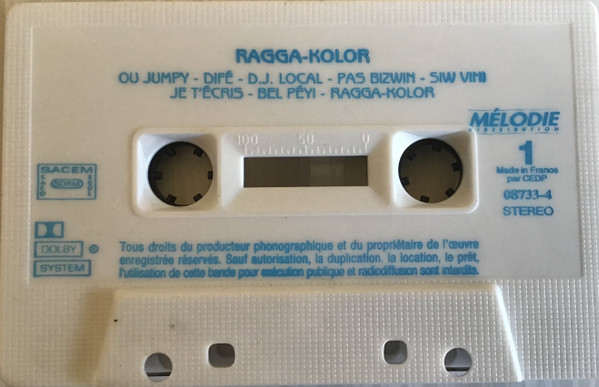 RAGGA-KOLOR
OU JUMPY - DIFÉ - D.J. LOCAL - PAS BIZWIN - SIW VINI
JE T'ÉCRIS - BEL PÉYI - RAGGA-KOLOR
MÉLODIE
DISTRIBUTION
1
Made in France
par CEDP
08733-4
STEREO
100 50 0
SACEM
SACD
SDRM
SGDL
DOLBY ®
SYSTEM
Tous droits du producteur phonographique et du propriétaire de l'œuvre
enregistrée réservés. Sauf autorisation, la duplication, la location, le prêt,
l'utilisation de cette bande pour exécution publique et radiodiffusion sont interdits.